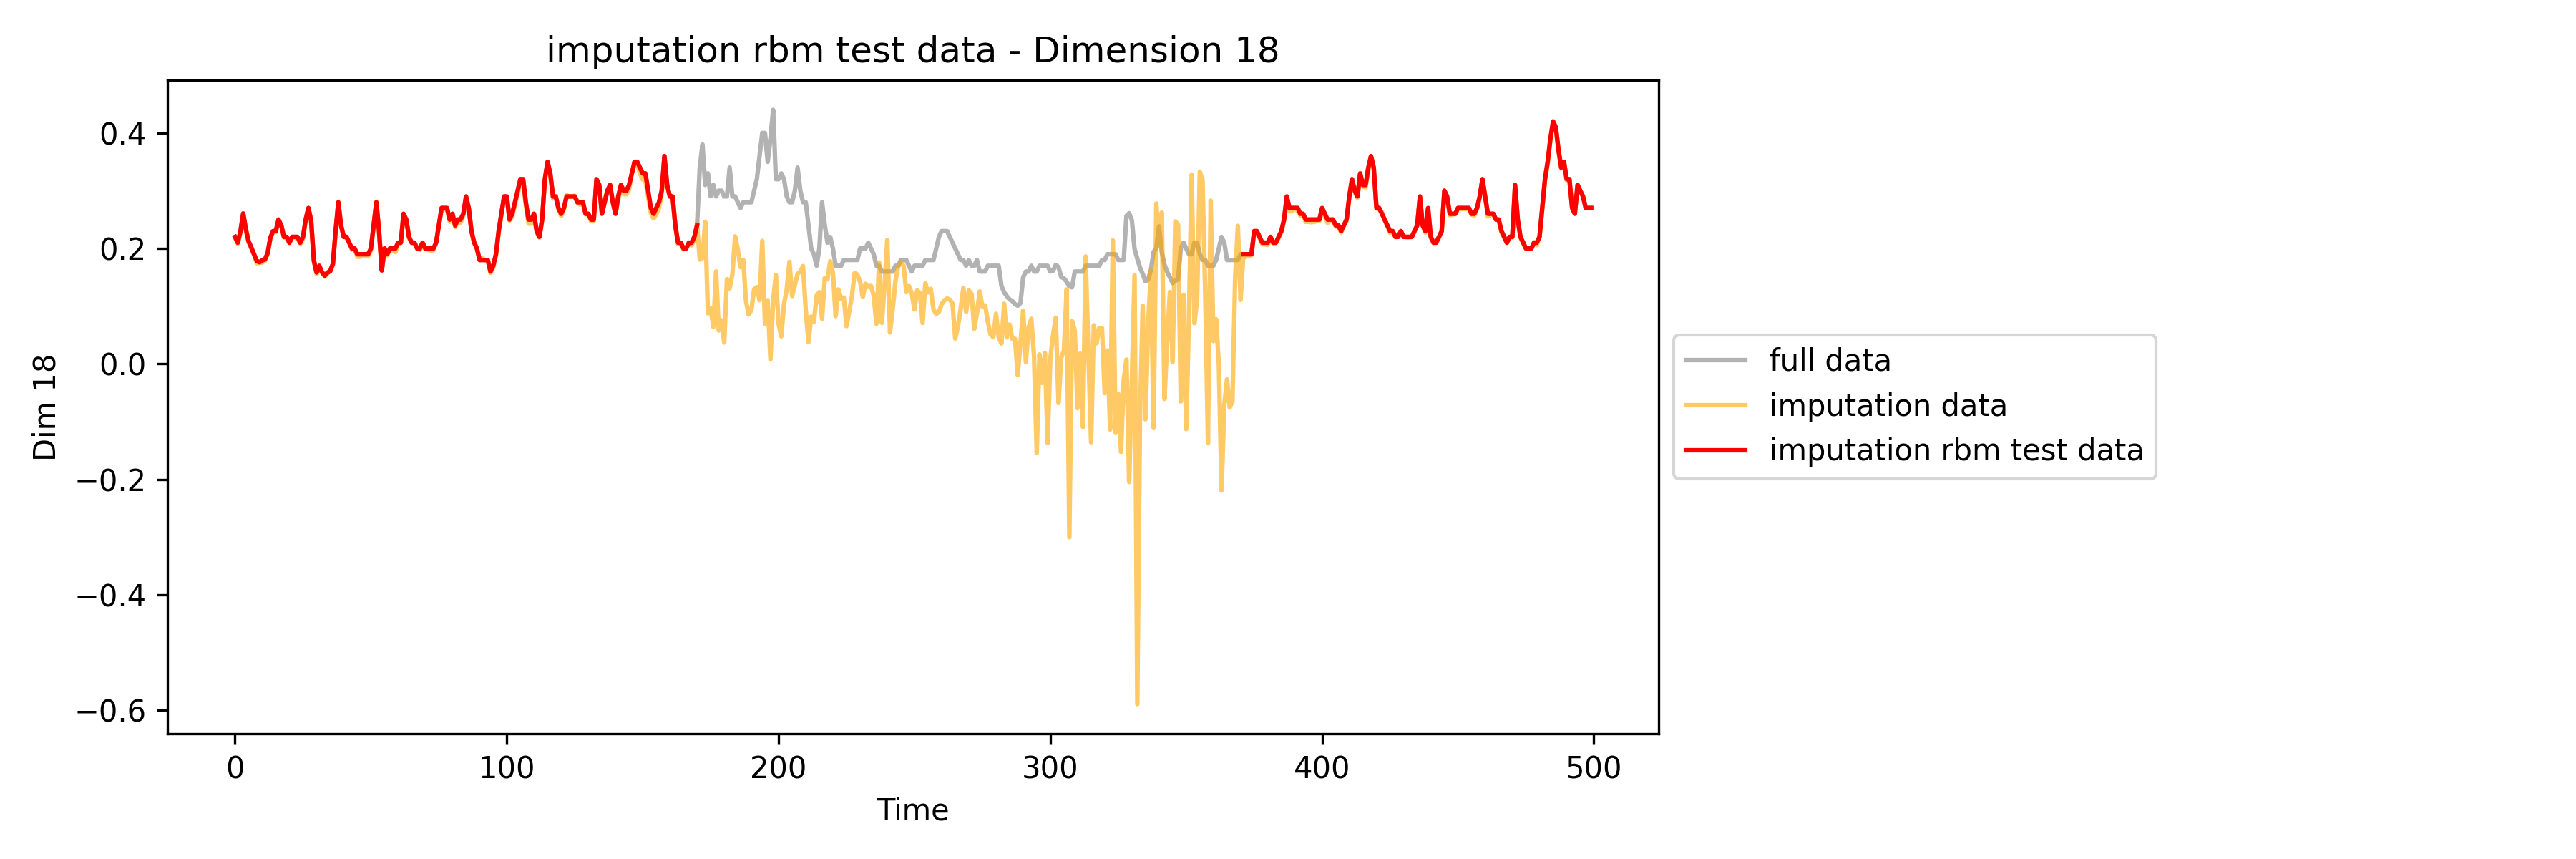 imputation rbm test data - Dimension 18
0.4
0.2
0.0
−0.2
−0.4
−0.6
Dim 18
0 100 200 300 400 500
Time
full data
imputation data
imputation rbm test data